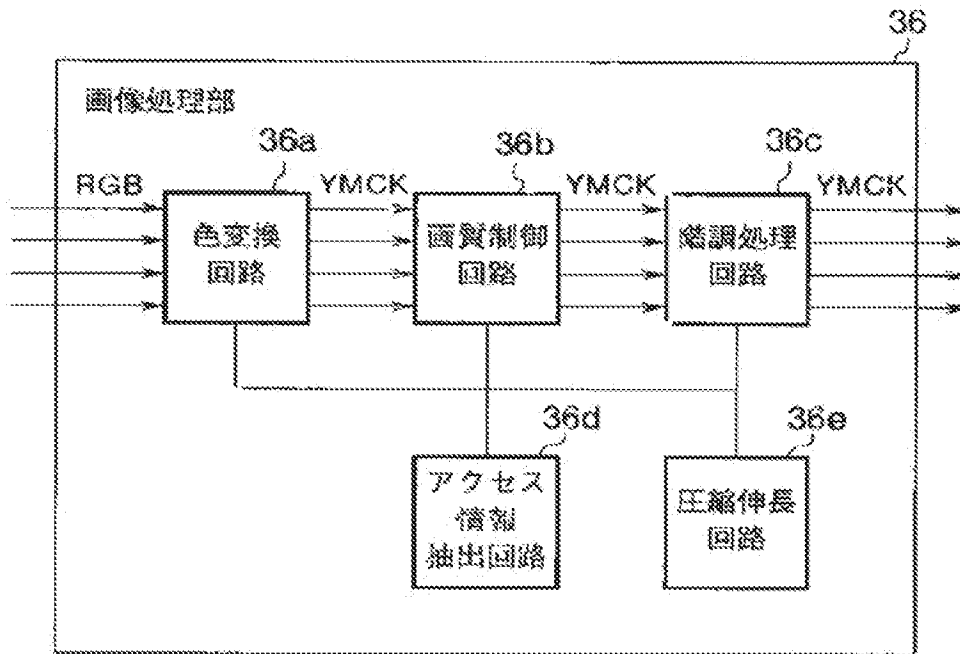 36
画像処理部
36a
36b
36c
RGB
YMCK
YMCK
YMCK
色変換
回路
画質制御
回路
階調処理
回路
36d
36e
アクセス
情報
抽出回路
圧縮伸長
回路